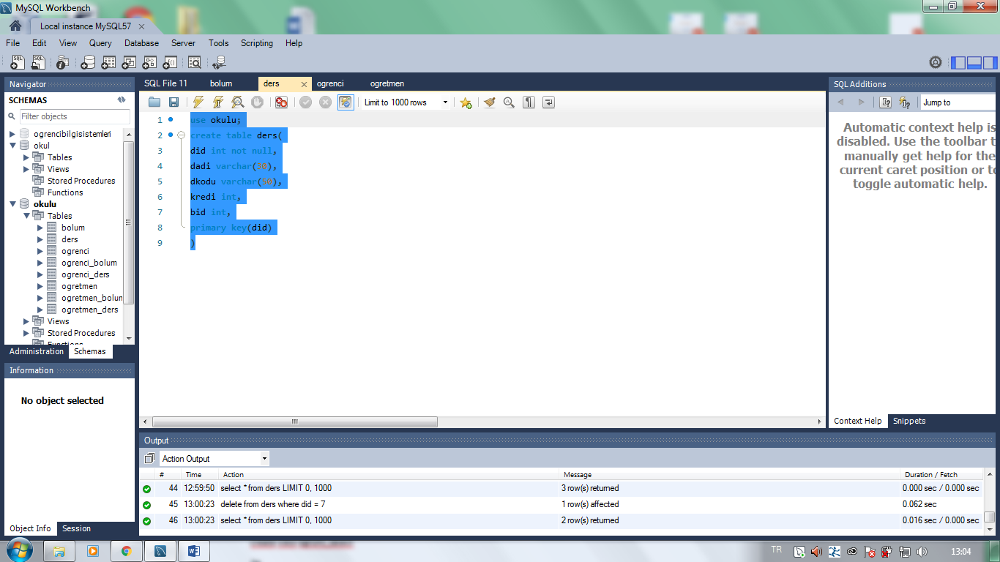 MySQL Workbench
Local instance MySQL57
File Edit View Query Database Server Tools Scripting Help
Navigator
SCHEMAS
Filter objects
ogrencibilgisistemleri
okul
Tables
Views
Stored Procedures
Functions
okulu
Tables
bolum
ders
ogrenci
ogrenci_bolum
ogrenci_ders
ogretmen
ogretmen_bolun
ogretmen_ders
Views
Stored Procedures
Functions
Administration Schemas
Information
No object selected
Object Info Session
SQL File 11 bolum ders ogrenci ogretmen
Limit to 1000 rows
1 use okulu;
2 create table ders(
3 did int not null,
4 dadi varchar(30),
5 dkodu varchar(50),
6 kredi int,
7 bid int,
8 primary key(did)
9 )
SQL Additions
Jump to
Automatic context help is
disabled. Use the toolbar t
manually get help for the
current caret position or to
toggle automatic help.
Context Help Snippets
Output
Action Output
# Time Action Message Duration / Fetch
44 12:59:50 select * from ders LIMIT 0, 1000 3 row(s) returned 0.000 sec / 0.000 sec
45 13:00:23 delete from ders where did = 7 1 row(s) affected 0.062 sec
46 13:00:23 select * from ders LIMIT 0, 1000 2 row(s) returned 0.016 sec / 0.000 sec
TR 13:04